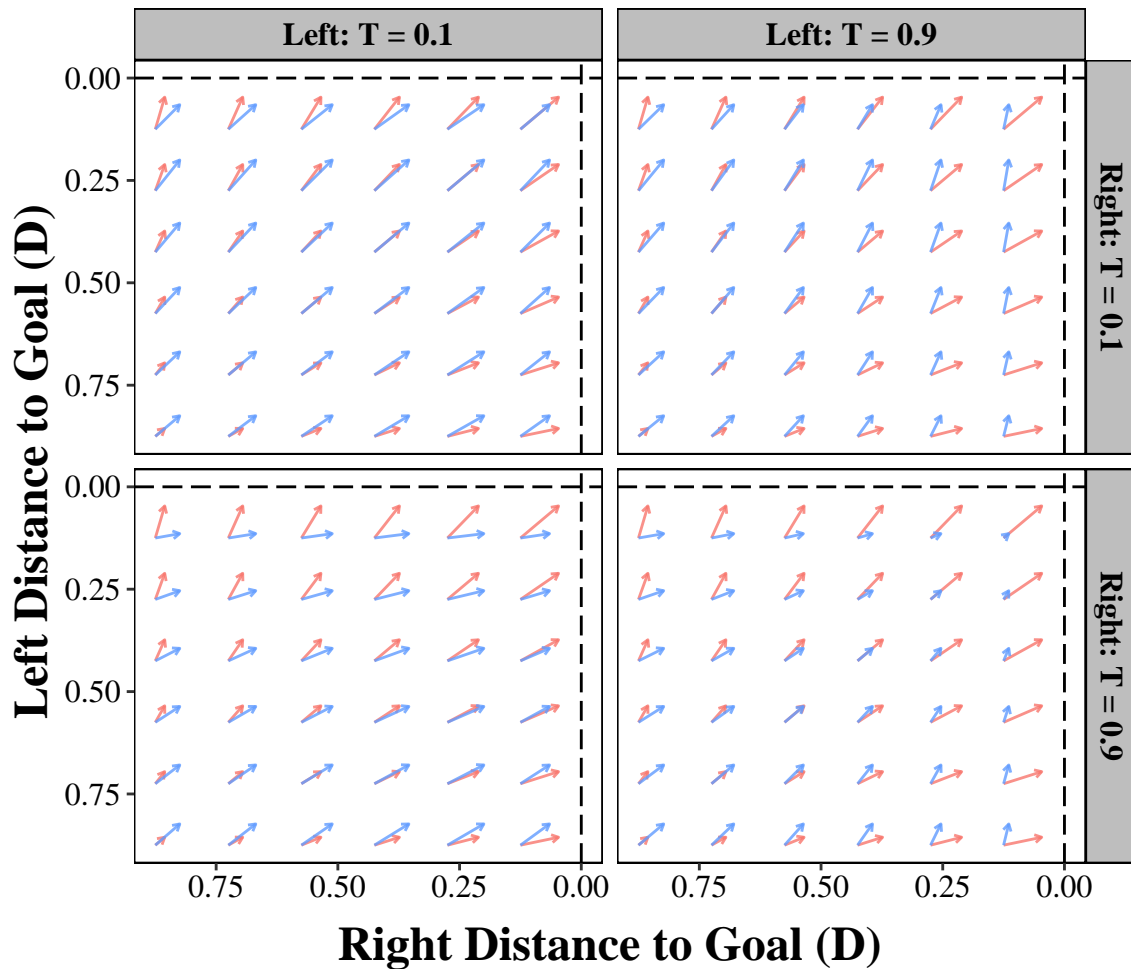 Left: T = 0.1
Left: T = 0.9
0.00
0.25
0.50
0.75
Right: T = 0.1
0.00
0.25
0.50
0.75
Right: T = 0.9
Left Distance to Goal (D)
0.75
0.50
0.25
0.00
0.75
0.50
0.25
0.00
Right Distance to Goal (D)